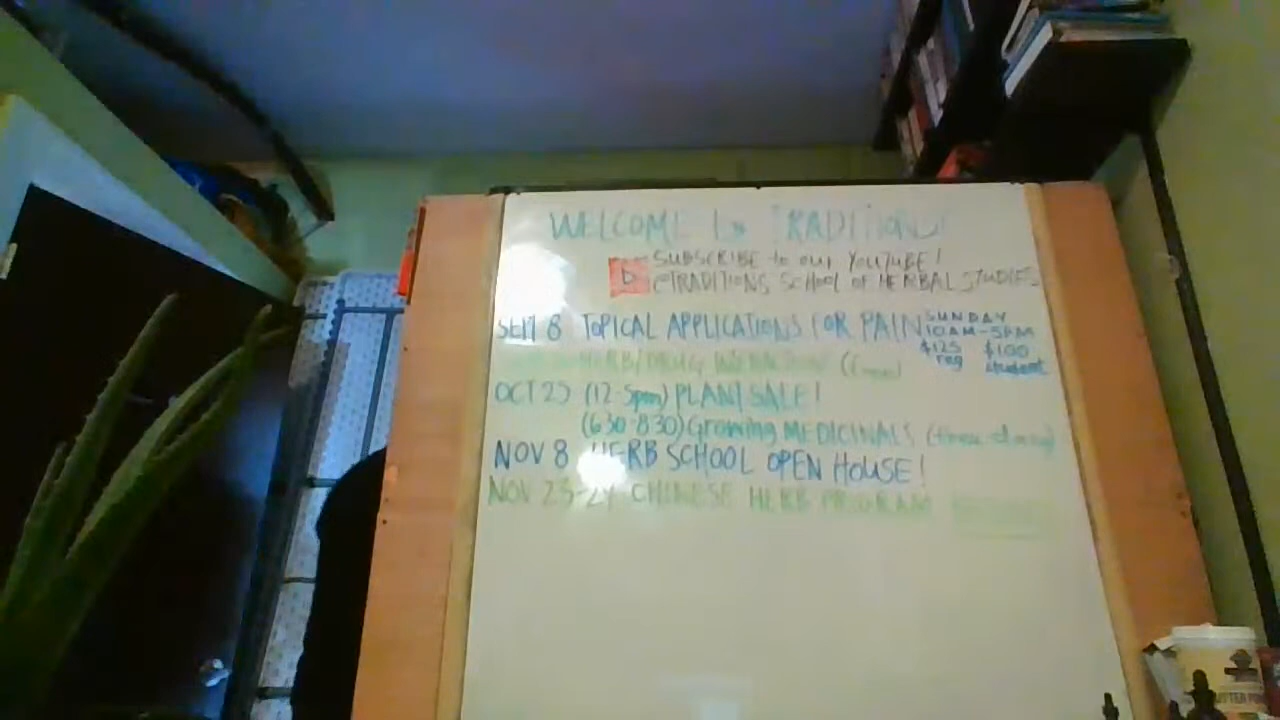 WELCOME to TRADITIONS!
SUBSCRIBE to our YOUTUBE!
@TRADITIONS SCHOOL OF HERBAL STUDIES
SEPT 8 TOPICAL APPLICATIONS FOR PAIN SUNDAY
10AM-5PM
$125 $100
reg student
HERB/DRUG
OCT 25 (12-5pm) PLANT SALE!
(630-830) Growing MEDICINALS
NOV 8 HERB SCHOOL OPEN HOUSE!
NOV 23-24 CHINESE HERB PROGRAM